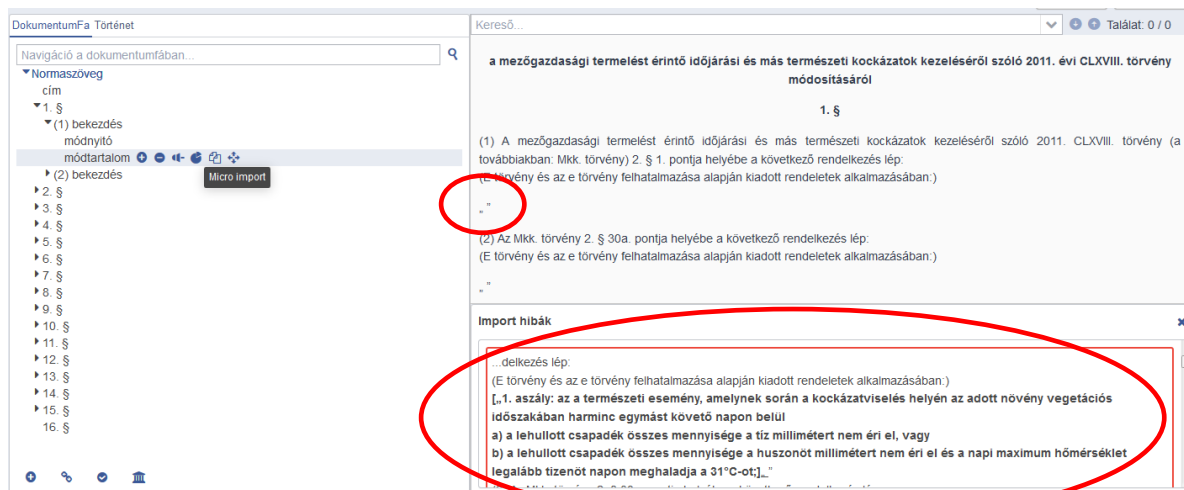 DokumentumFa Történet
Navigáció a dokumentumfában...
Normaszöveg
cím
1. §
(1) bekezdés
módnyitó
módtartalom
Micro import
(2) bekezdés
2. §
3. §
4. §
5. §
6. §
7. §
8. §
9. §
10. §
11. §
12. §
13. §
14. §
15. §
16. §
Kereső...
Találat: 0 / 0
a mezőgazdasági termelést érintő időjárási és más természeti kockázatok kezeléséről szóló 2011. évi CLXVIII. törvény
módosításáról
1. §
(1) A mezőgazdasági termelést érintő időjárási és más természeti kockázatok kezeléséről szóló 2011. CLXVIII. törvény (a
továbbiakban: Mkk. törvény) 2. § 1. pontja helyébe a következő rendelkezés lép:
(E törvény és az e törvény felhatalmazása alapján kiadott rendeletek alkalmazásában:)
„ ”
(2) Az Mkk. törvény 2. § 30a. pontja helyébe a következő rendelkezés lép:
(E törvény és az e törvény felhatalmazása alapján kiadott rendeletek alkalmazásában:)
„ ”
Import hibák
...delkezés lép:
(E törvény és az e törvény felhatalmazása alapján kiadott rendeletek alkalmazásában:)
[„1. aszály: az a természeti esemény, amelynek során a kockázatviselés helyén az adott növény vegetációs
időszakában harminc egymást követő napon belül
a) a lehullott csapadék összes mennyisége a tíz millimétert nem éri el, vagy
b) a lehullott csapadék összes mennyisége a huszonöt millimétert nem éri el és a napi maximum hőmérséklet
legalább tizenöt napon meghaladja a 31°C-ot;]„”